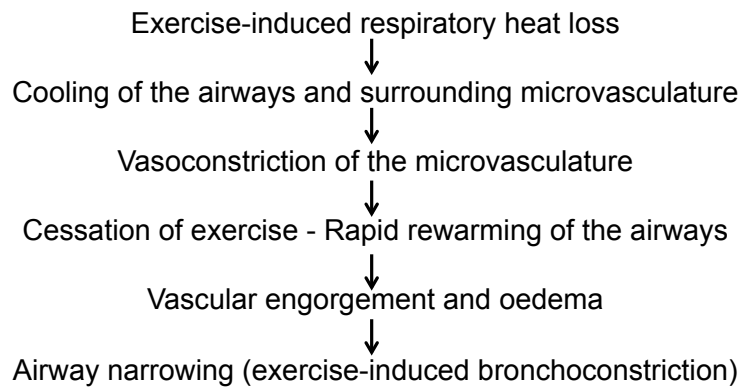 Exercise-induced respiratory heat loss
Cooling of the airways and surrounding microvasculature
Vasoconstriction of the microvasculature
Cessation of exercise - Rapid rewarming of the airways
Vascular engorgement and oedema
Airway narrowing (exercise-induced bronchoconstriction)